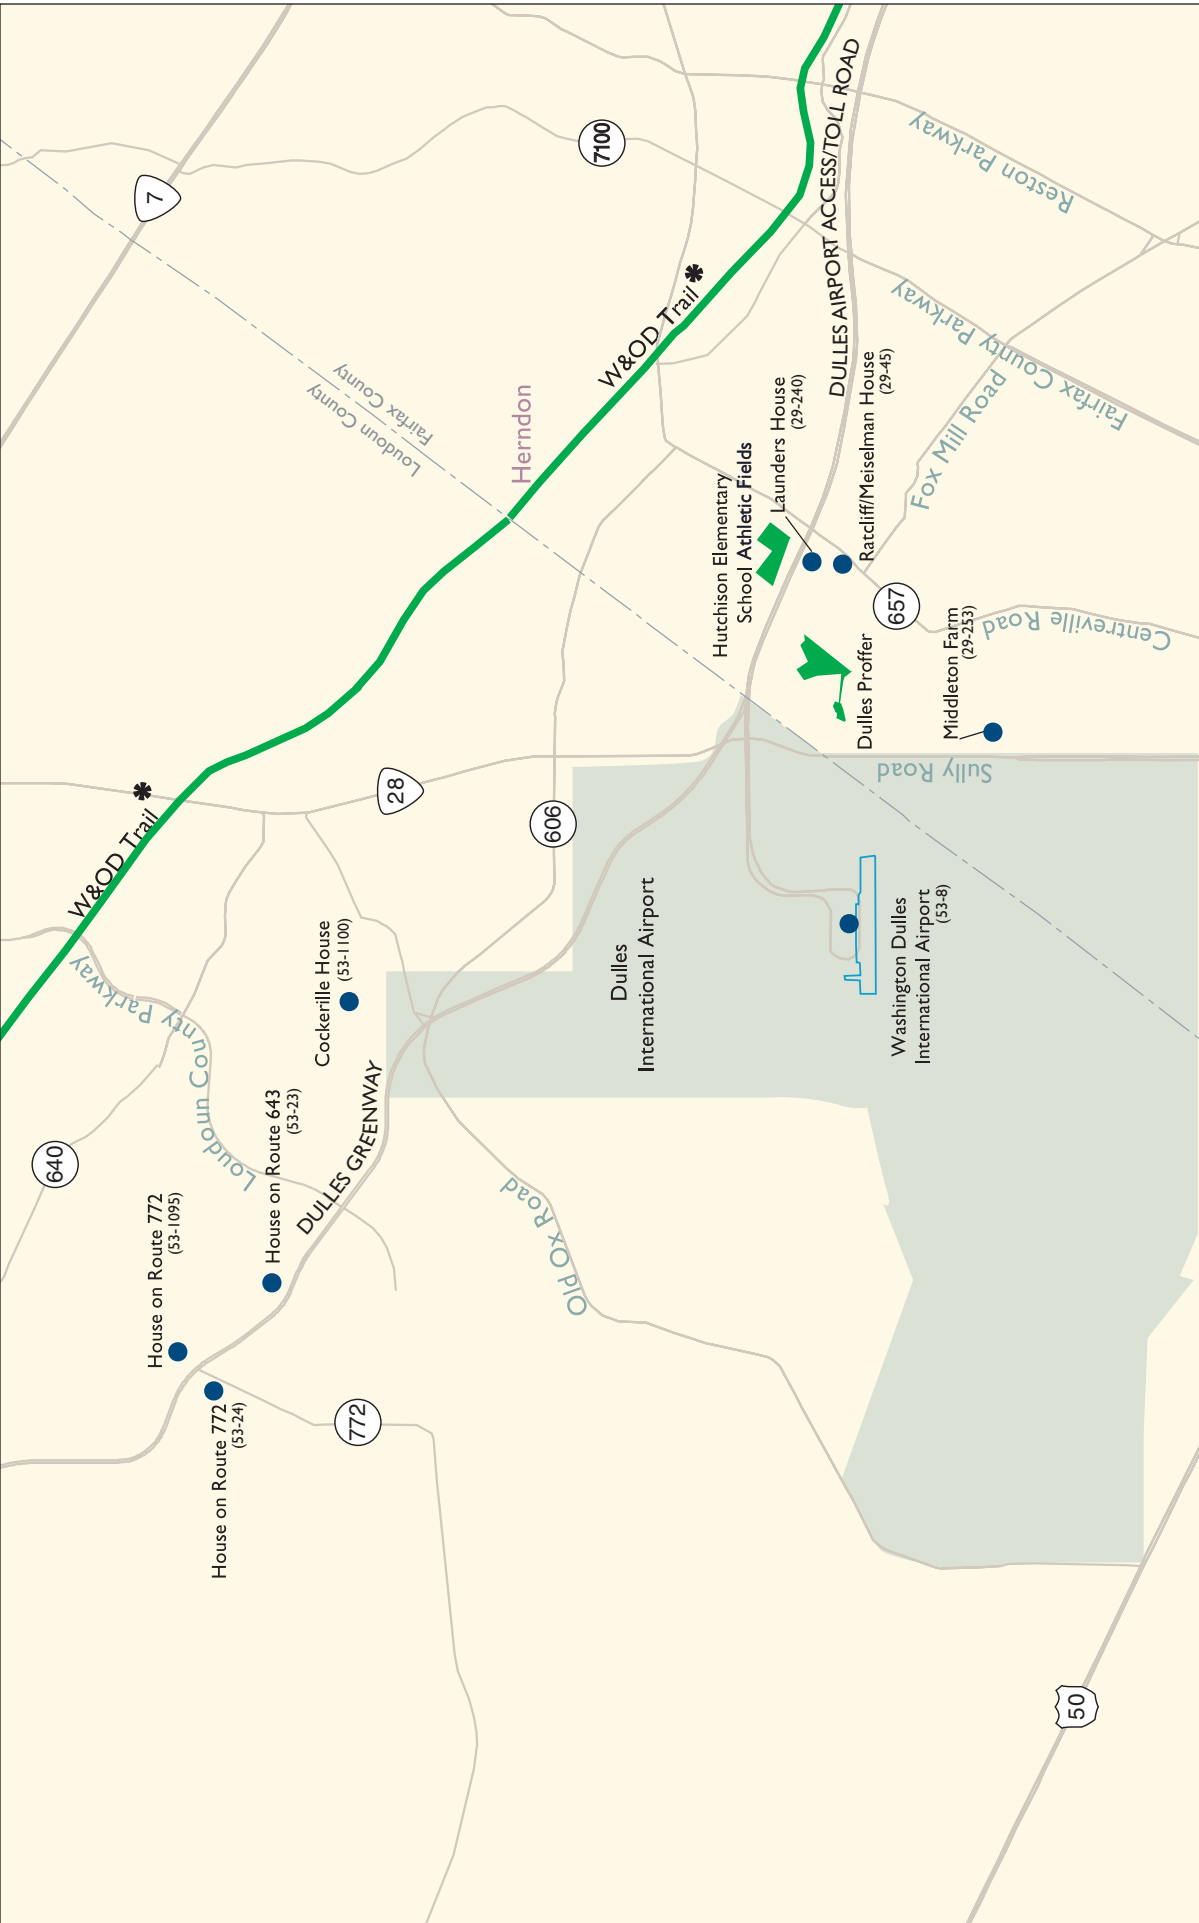 7
7100
W&OD Trail *
Loudoun County
Fairfax County
Herndon
DULLES AIRPORT ACCESS/TOLL ROAD
Reston Parkway
Fairfax County Parkway
Fox Mill Road
Launders House
(29-240)
Ratcliff/Meiselman House
(29-45)
Hutchison Elementary
School Athletic Fields
657
Centreville Road
Dulles Proffer
Middleton Farm
(29-253)
Sully Road
W&OD Trail *
28
606
Dulles
International Airport
Washington Dulles
International Airport
(53-8)
Cockerille House
(53-1100)
Loudoun County Parkway
640
House on Route 643
(53-23)
DULLES GREENWAY
House on Route 772
(53-1095)
House on Route 772
(53-24)
772
Old Ox Road
50